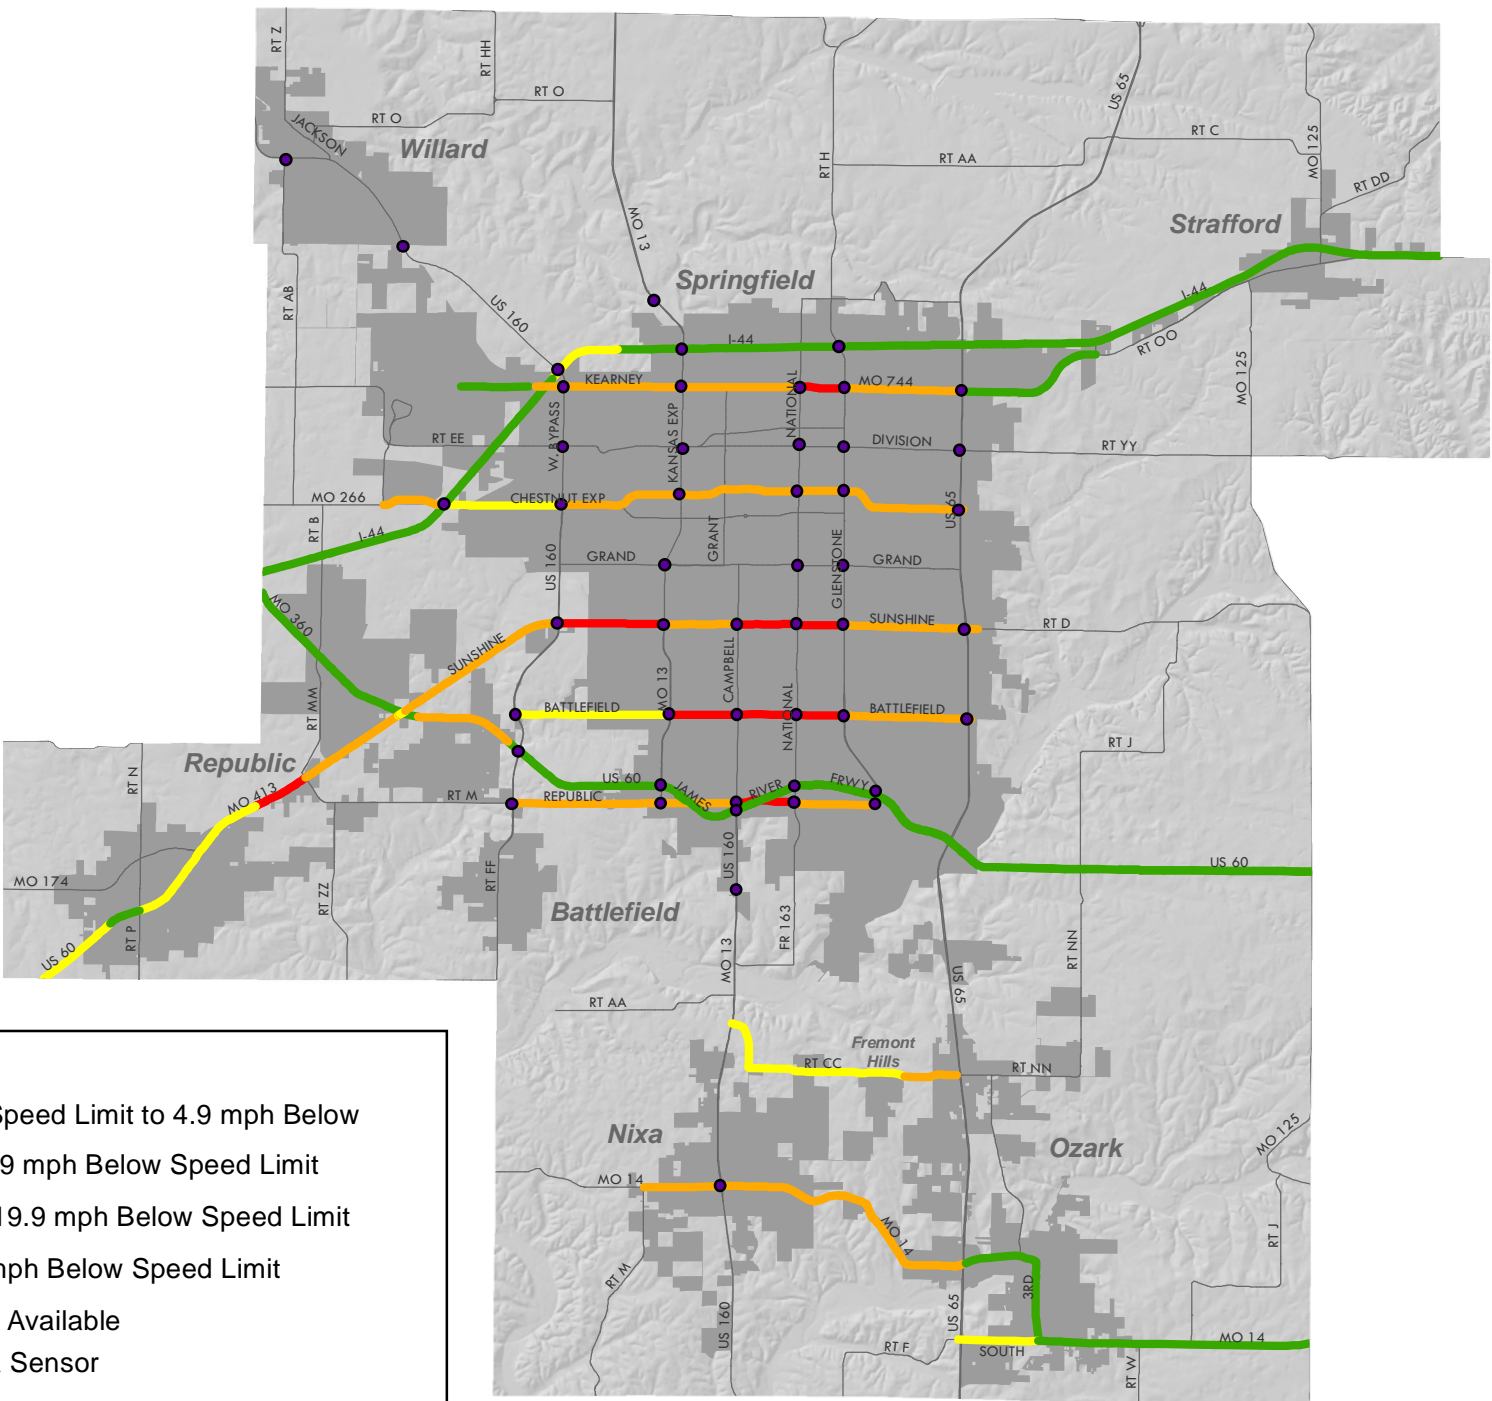 RT Z
RT HH
RT O
RT O
JACKSON
Willard
RT H
US 65
RT C
RT AA
MO 125
RT DD
MO 13
Strafford
Springfield
RT AB
US 160
I-44
I-44
RT OO
MO 125
KEARNEY
NATIONAL
MO 744
W. BYPASS
KANSAS EXP
RT EE
DIVISION
RT YY
MO 266
CHESTNUT EXP
US 65
RT B
I-44
GRANT
US 160
GRAND
GLENSTONE
GRAND
MO 360
SUNSHINE
SUNSHINE
RT D
CAMPBELL
MO 13
RT MM
BATTLEFIELD
NATIONAL
BATTLEFIELD
RT J
Republic
RT N
US 60
JAMES
RIVER
FRWY
MO 413
RT M
REPUBLIC
US 160
US 60
MO 174
RT ZZ
RT FF
Battlefield
FR 163
RT P
US 60
MO 13
RT NN
US 65
RT AA
Fremont
Hills
RT CC
RT NN
Speed Limit to 4.9 mph Below
9 mph Below Speed Limit
19.9 mph Below Speed Limit
mph Below Speed Limit
Available
Sensor
Nixa
Ozark
MO 125
MO 14
MO 14
RT J
RT M
3RD
US 160
US 65
RT F
SOUTH
MO 14
RT W